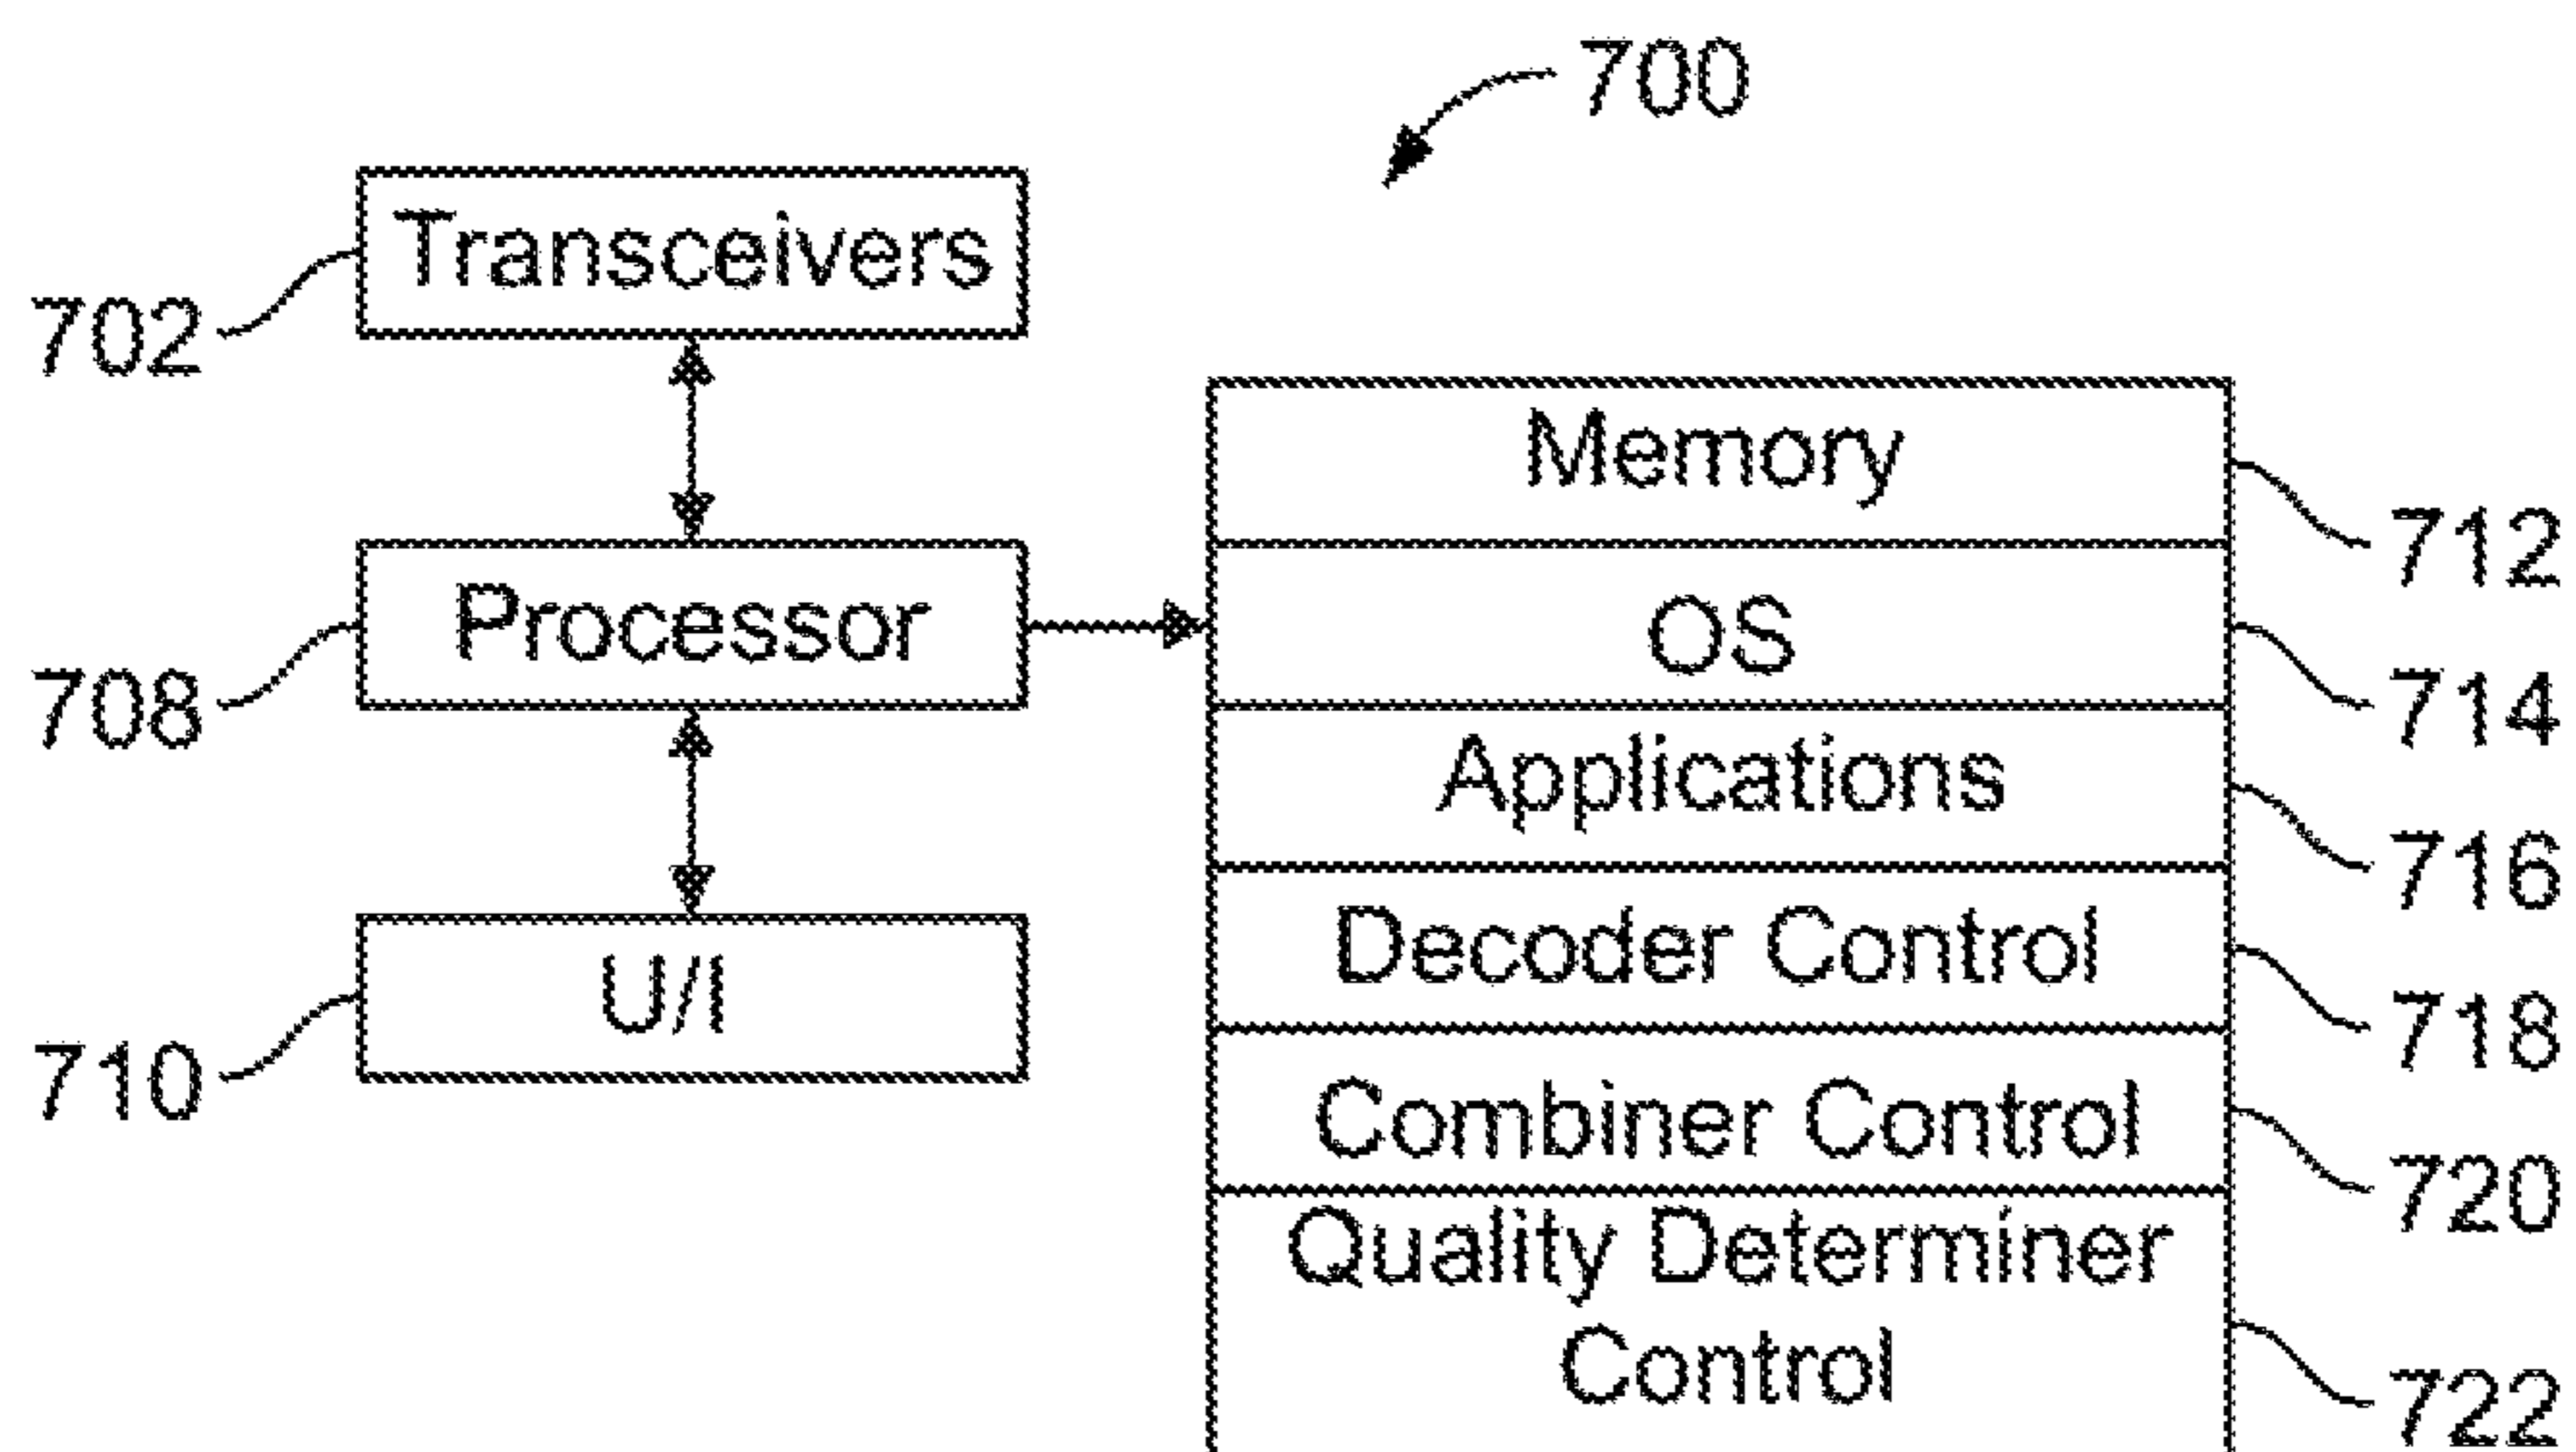 700
Transceivers
702
Memory
712
Processor
OS
708
714
Applications
716
Decoder Control
U/I
718
710
Combiner Control
720
Quality Determiner
Control
722